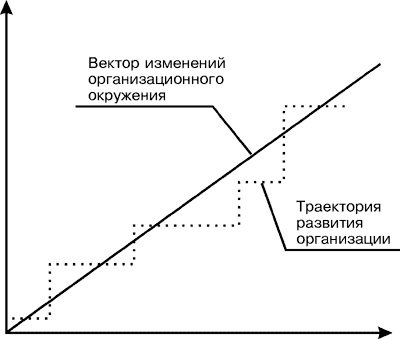 Вектор изменений
организационного
окружения
Траектория
развития
организации